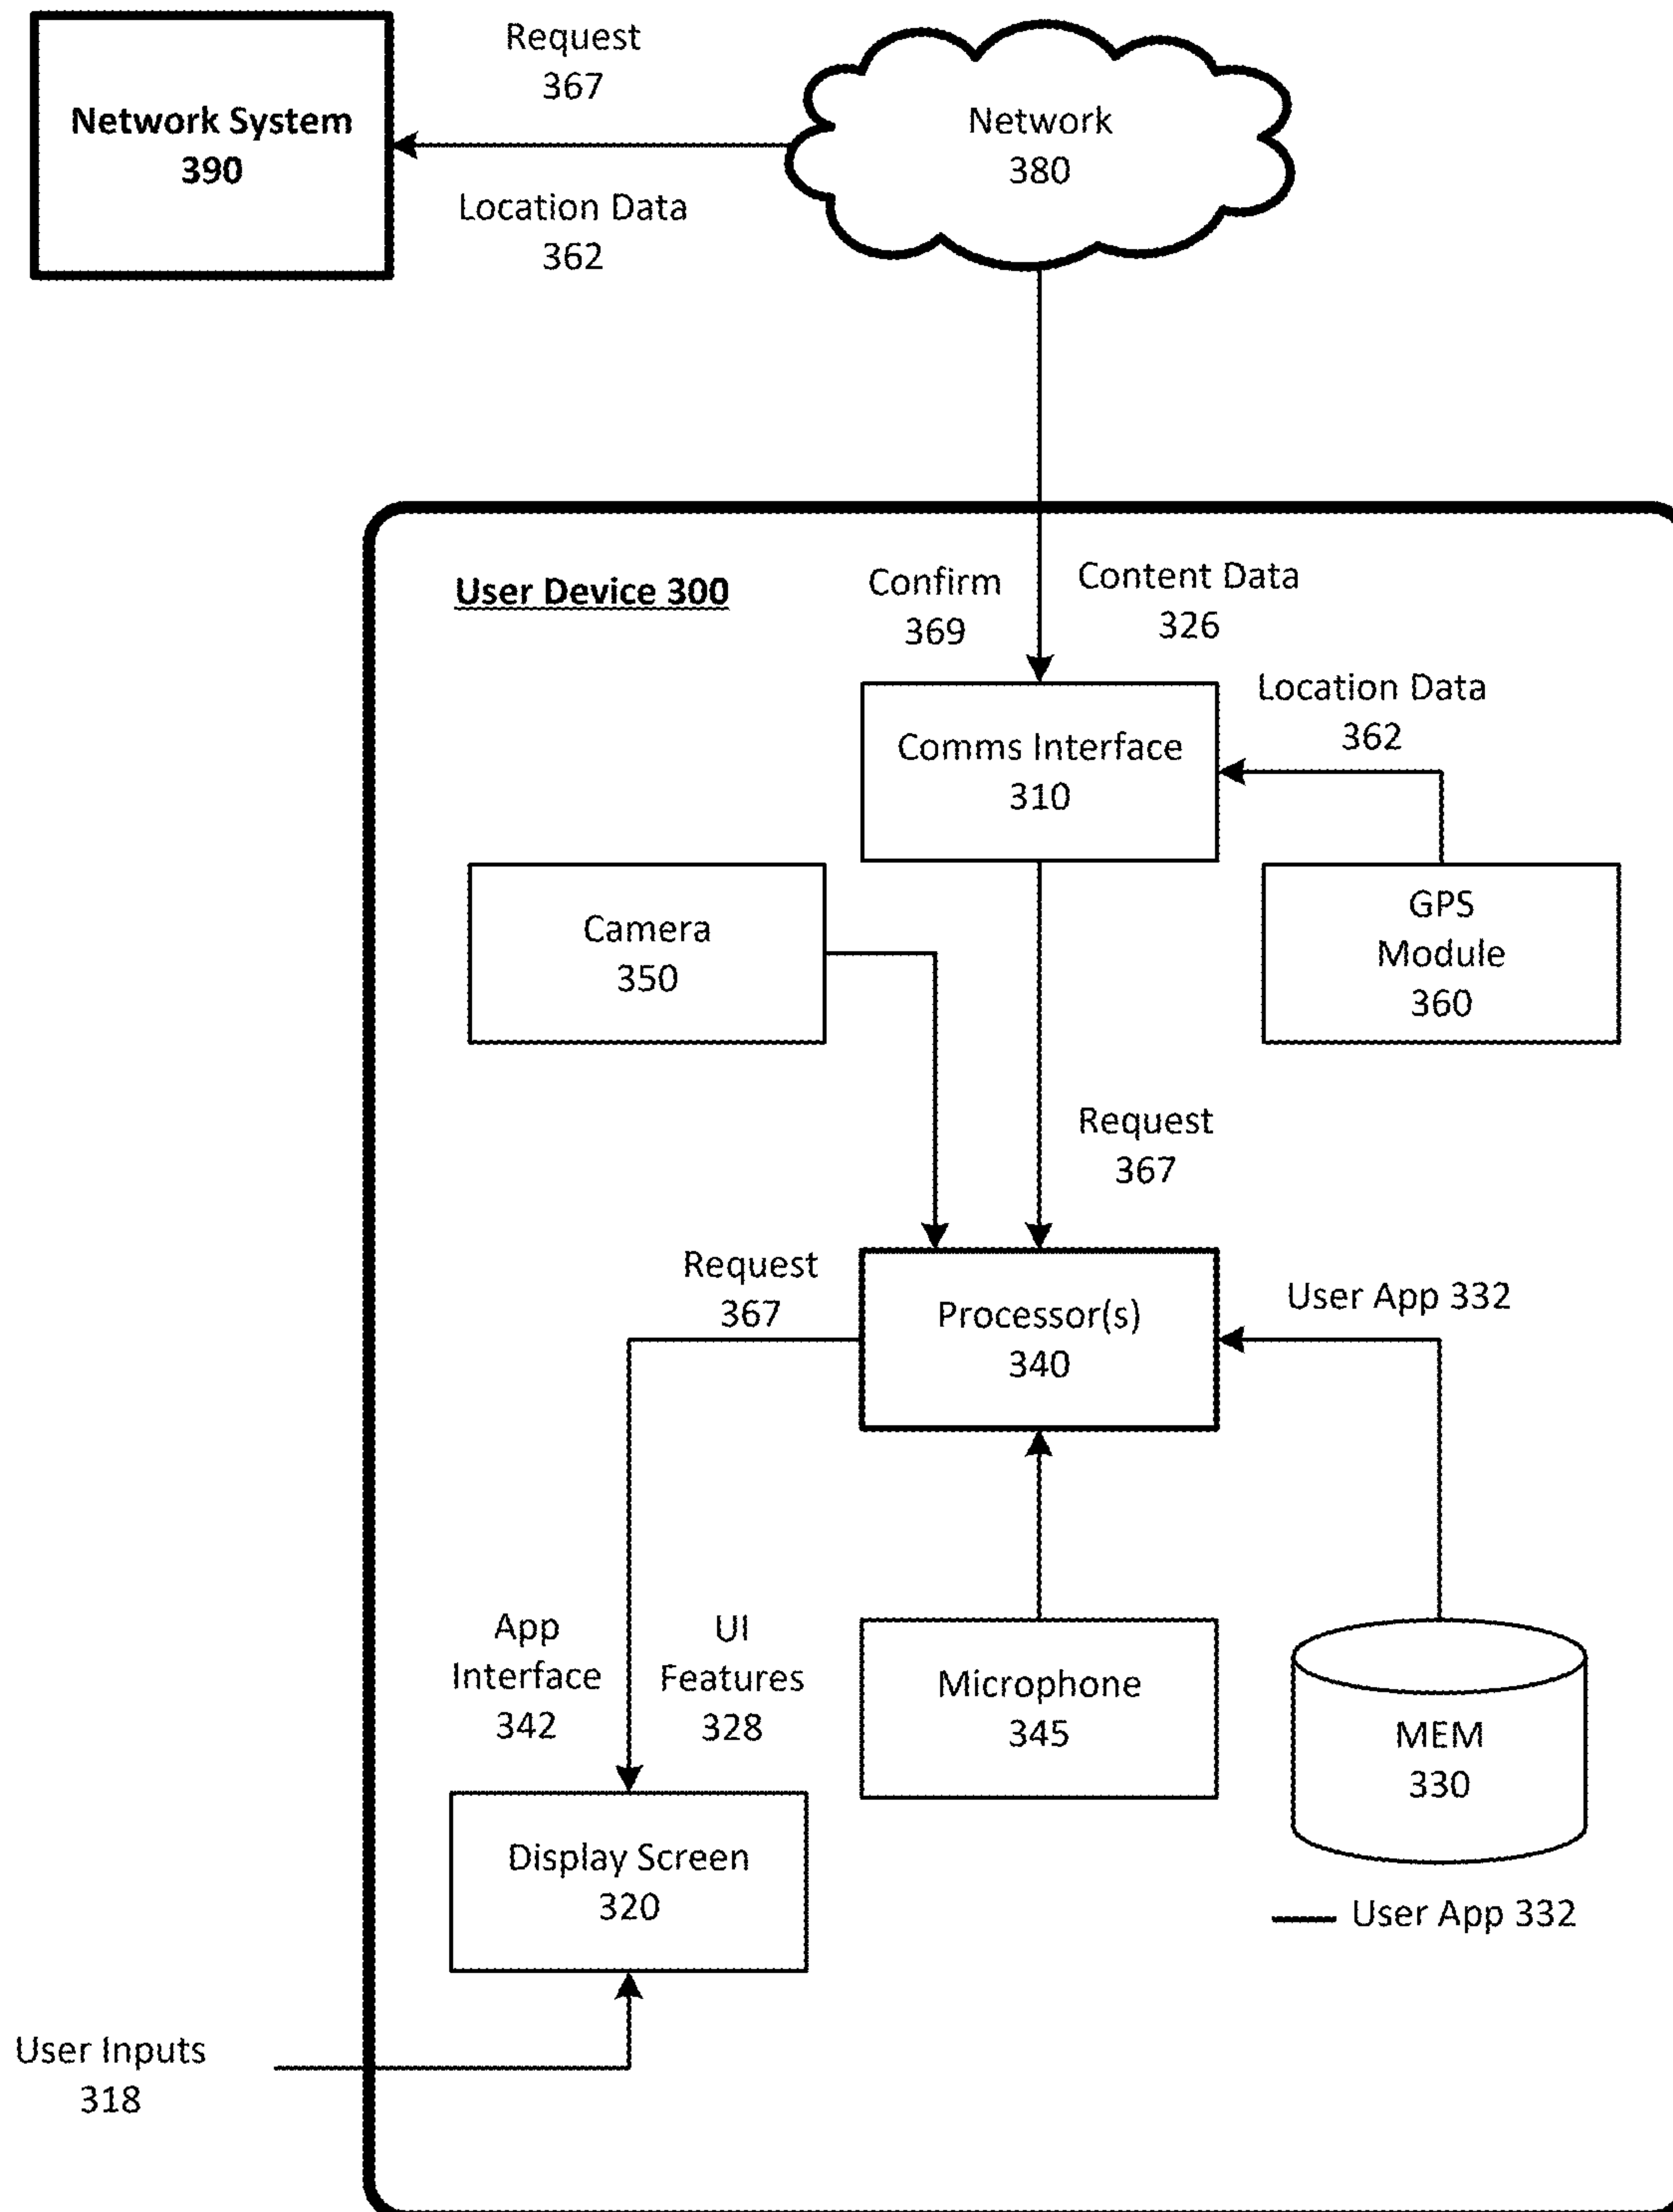 Request
367
Network System
390
Network
380
Location Data
362
User Device 300
Confirm
369
Content Data
326
Location Data
362
Comms Interface
310
Camera
350
GPS
Module
360
Request
367
Request
367
Processor(s)
340
User App 332
App
Interface
342
UI
Features
328
Microphone
345
MEM
330
Display Screen
320
User App 332
User Inputs
318